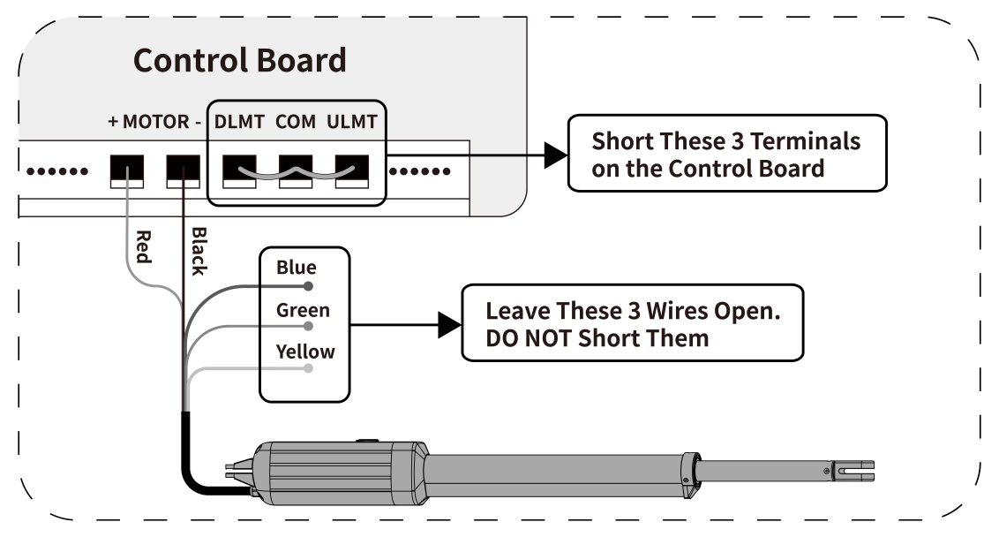 Control Board
+ MOTOR - DLMT COM ULMT
Short These 3 Terminals
on the Control Board
Red
Black
Blue
Green
Yellow
Leave These 3 Wires Open.
DO NOT Short Them